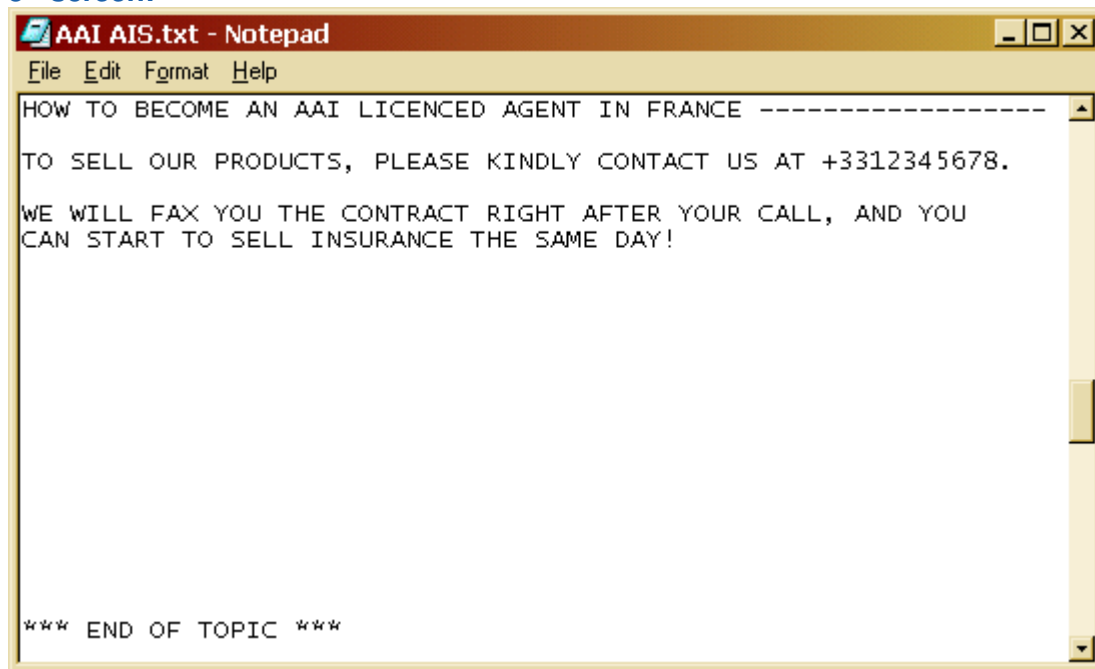 AAI AIS.txt - Notepad
File Edit Format Help
HOW TO BECOME AN AAI LICENCED AGENT IN FRANCE ------------------
TO SELL OUR PRODUCTS, PLEASE KINDLY CONTACT US AT +3312345678.
WE WILL FAX YOU THE CONTRACT RIGHT AFTER YOUR CALL, AND YOU
CAN START TO SELL INSURANCE THE SAME DAY!
*** END OF TOPIC ***